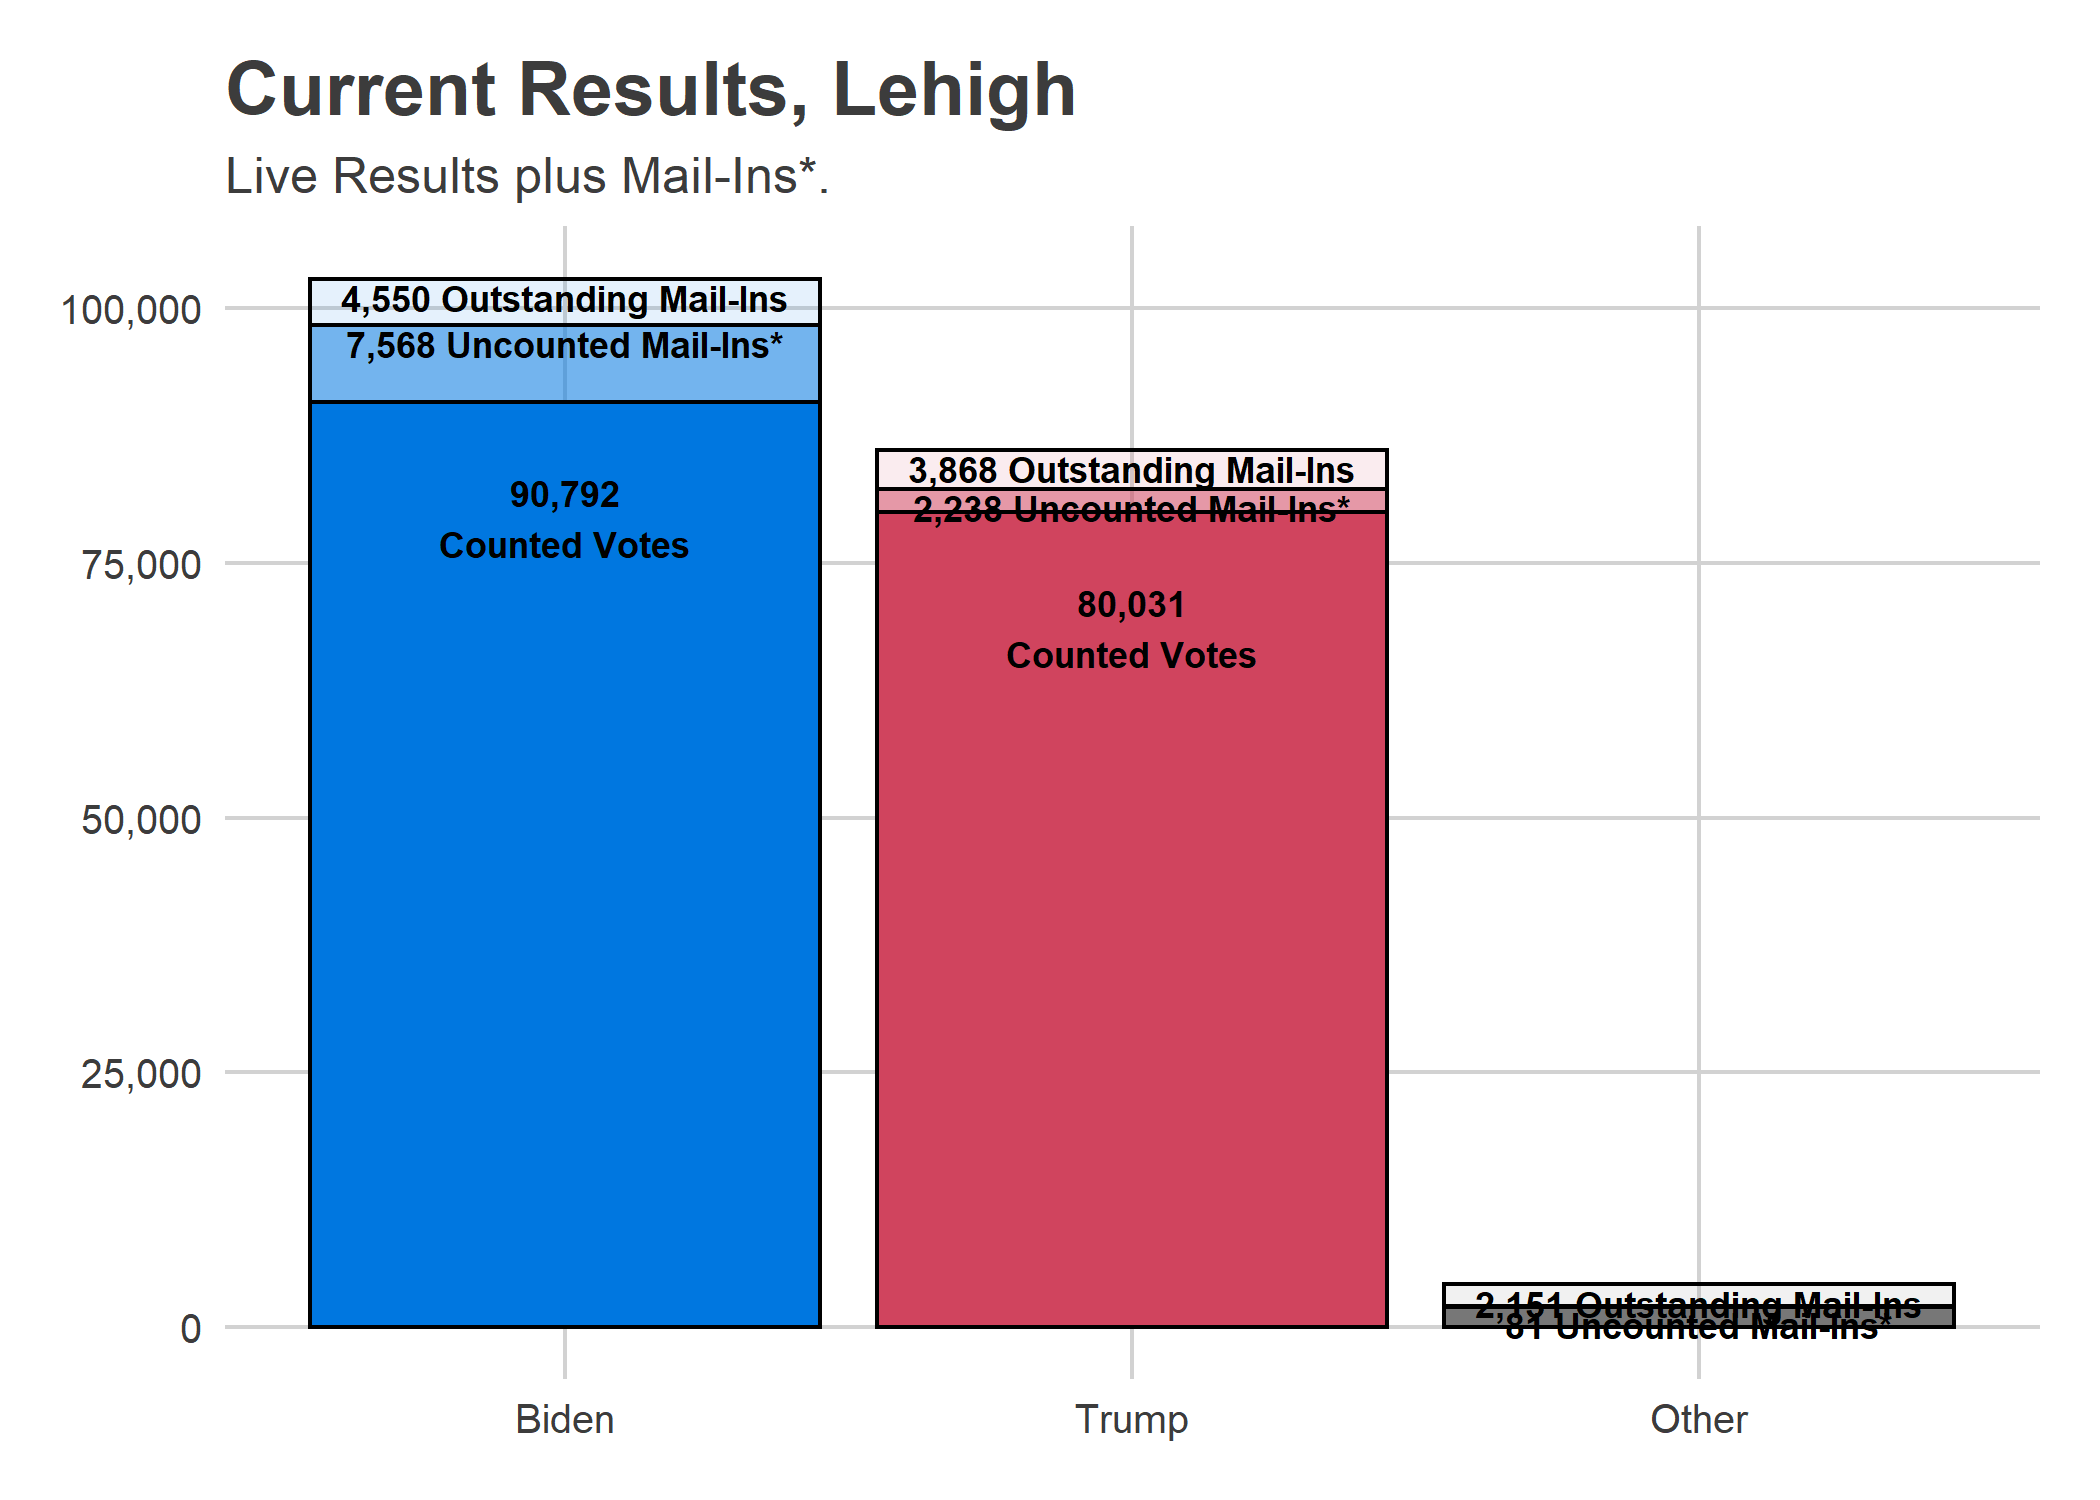 Current Results, Lehigh
Live Results plus Mail-Ins*.
100,000
75,000
50,000
25,000
0
4,550 Outstanding Mail-Ins
7,568 Uncounted Mail-Ins*
90,792
Counted Votes
3,868 Outstanding Mail-Ins
2,238 Uncounted Mail-Ins*
80,031
Counted Votes
2,151 Outstanding Mail-Ins
81 Uncounted Mail-Ins*
Biden
Trump
Other